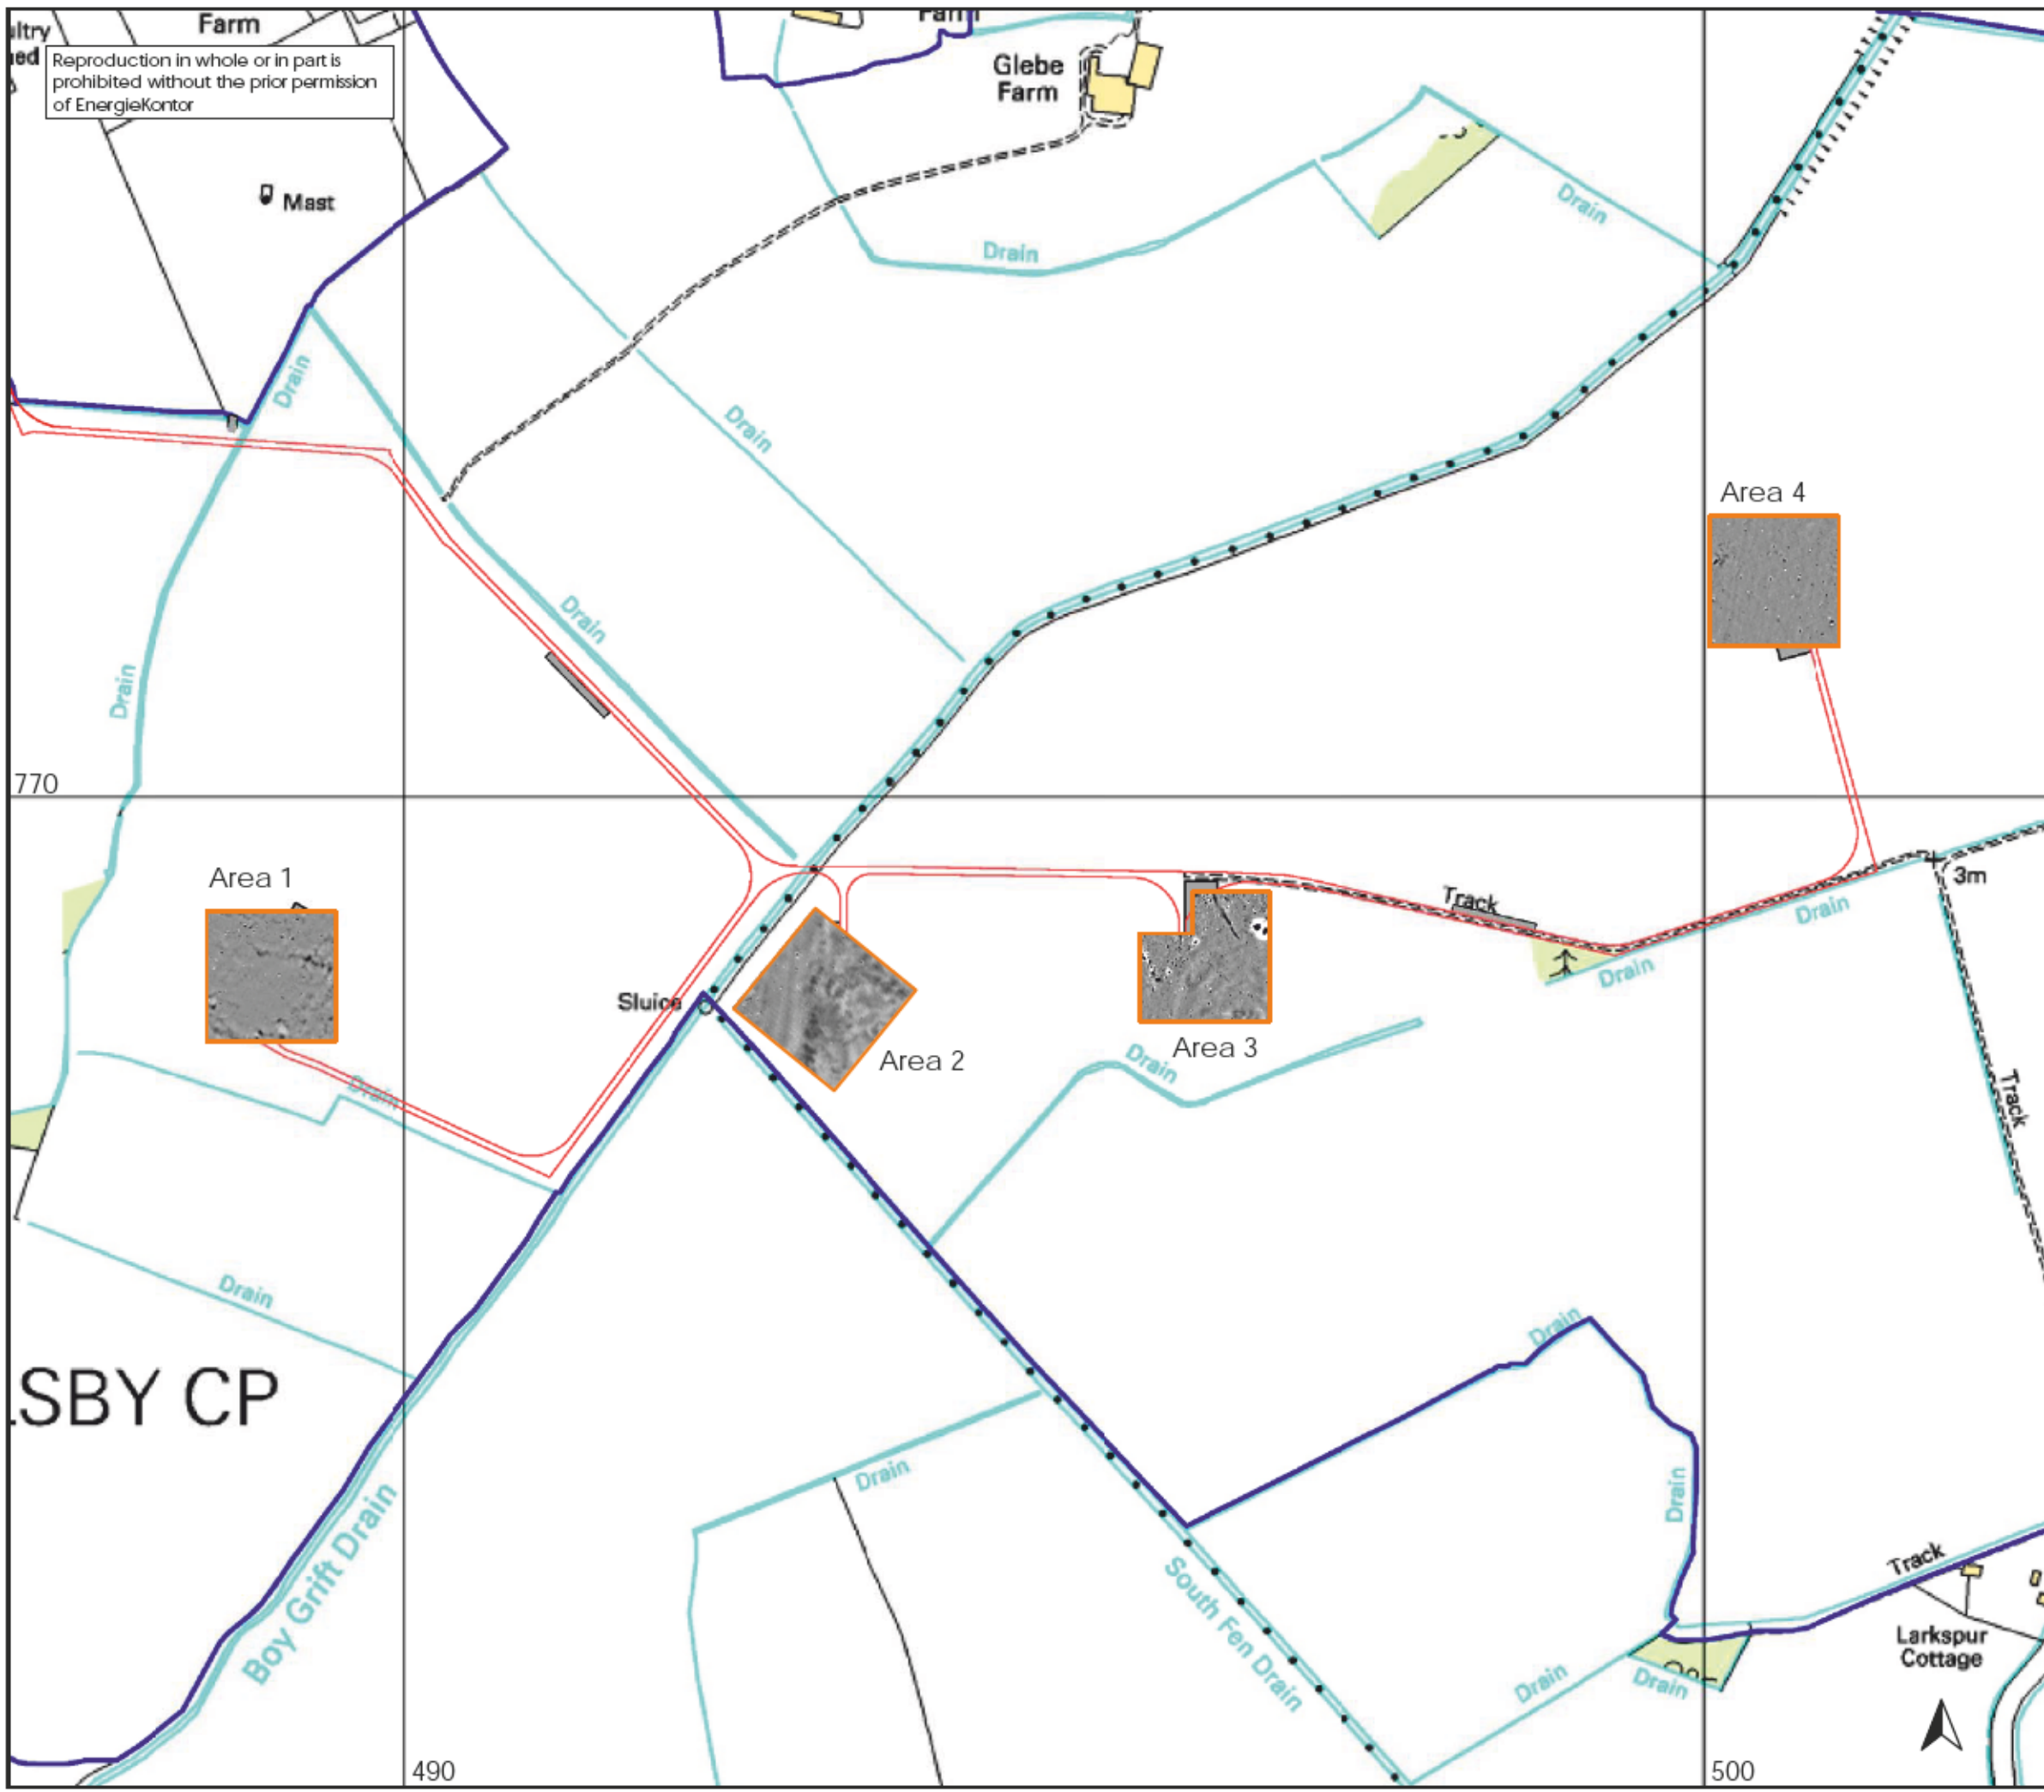 ultry
Farm
Farm
Reproduction in whole or in part is
prohibited without the prior permission
of EnergieKontor
Glebe
Farm
Mast
Drain
Drain
Drain
Drain
Area 4
Drain
Drain
770
Area 1
Track
3m
Drain
Drain
Sluice
Area 2
Area 3
Drain
Drain
Track
Drain
Drain
.SBY CP
Drain
Drain
Boy Grift Drain
South Fen Drain
Track
Larkspur
Cottage
Drain
Drain
490
500